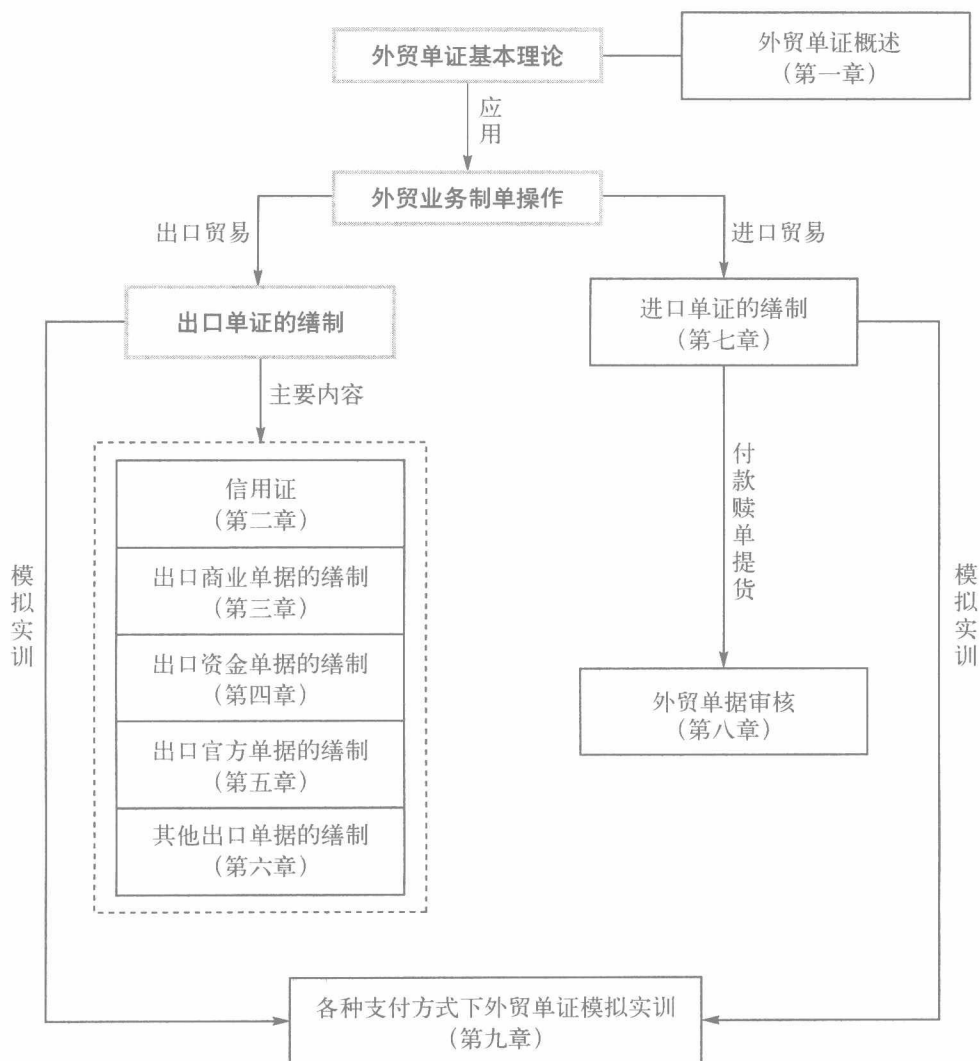 外贸单证基本理论
外贸单证概述
（第一章）
应用
外贸业务制单操作
出口贸易
进口贸易
出口单证的缮制
进口单证的缮制
（第七章）
主要内容
信用证
（第二章）
出口商业单据的缮制
（第三章）
出口资金单据的缮制
（第四章）
出口官方单据的缮制
（第五章）
其他出口单据的缮制
（第六章）
付款赎单提货
模拟实训
模拟实训
外贸单据审核
（第八章）
各种支付方式下外贸单证模拟实训
（第九章）